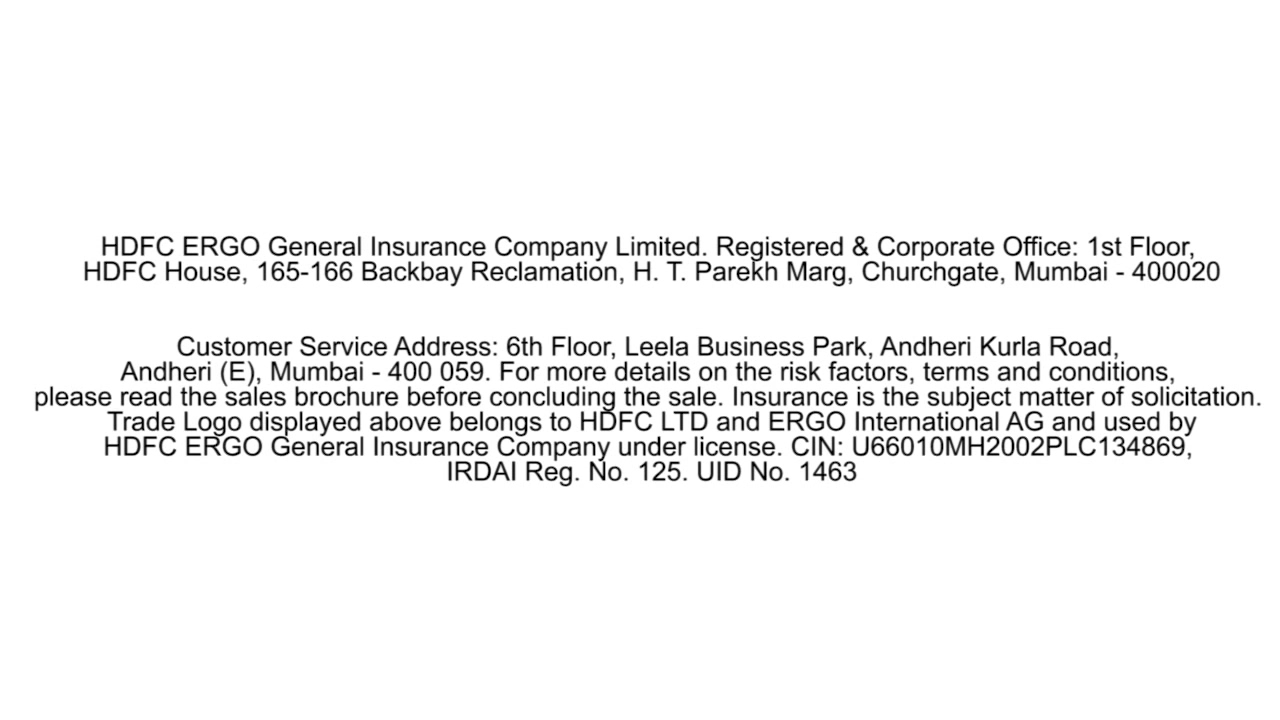 HDFC ERGO General Insurance Company Limited. Registered & Corporate Office: 1st Floor,
HDFC House, 165-166 Backbay Reclamation, H. T. Parekh Marg, Churchgate, Mumbai - 400020
Customer Service Address: 6th Floor, Leela Business Park, Andheri Kurla Road,
Andheri (E), Mumbai - 400 059. For more details on the risk factors, terms and conditions,
please read the sales brochure before concluding the sale. Insurance is the subject matter of solicitation.
Trade Logo displayed above belongs to HDFC LTD and ERGO International AG and used by
HDFC ERGO General Insurance Company under license. CIN: U66010MH2002PLC134869,
IRDAI Reg. No. 125. UID No. 1463